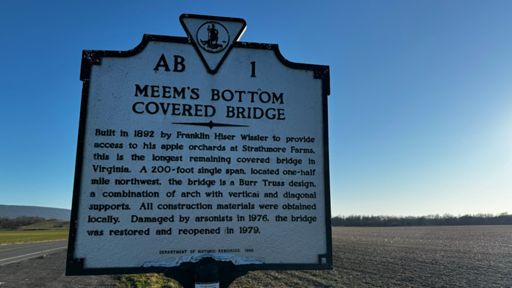 AB 1
MEEM'S BOTTOM
COVERED BRIDGE
Built in 1892 by Franklin Hiser Wissler to provide
access to his apple orchards at Strathmore Farms,
this is the longest remaining covered bridge in
Virginia. A 200-foot single span, located one-half
mile northwest, the bridge is a Burr Truss design,
a combination of arch with vertical and diagonal
supports. All construction materials were obtained
locally. Damaged by arsonists in 1976, the bridge
was restored and reopened in 1979.
DEPARTMENT OF HISTORIC RESOURCES,